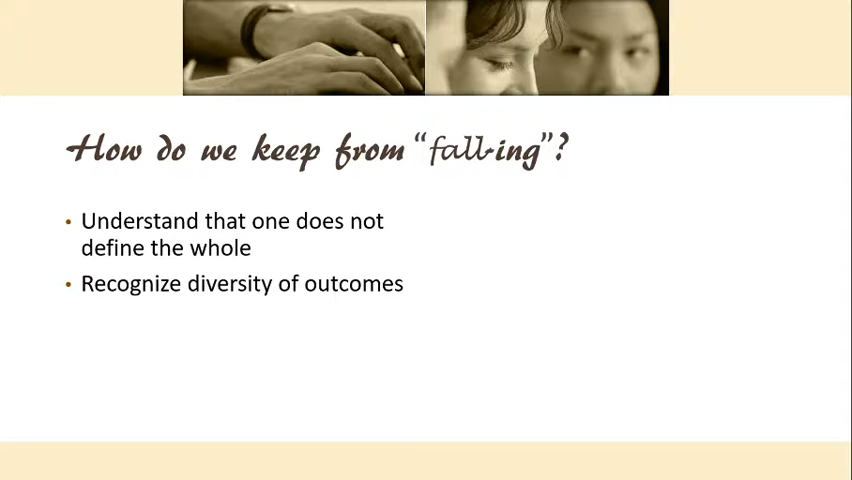 How do we keep from “fall-ing”?
• Understand that one does not
define the whole
• Recognize diversity of outcomes